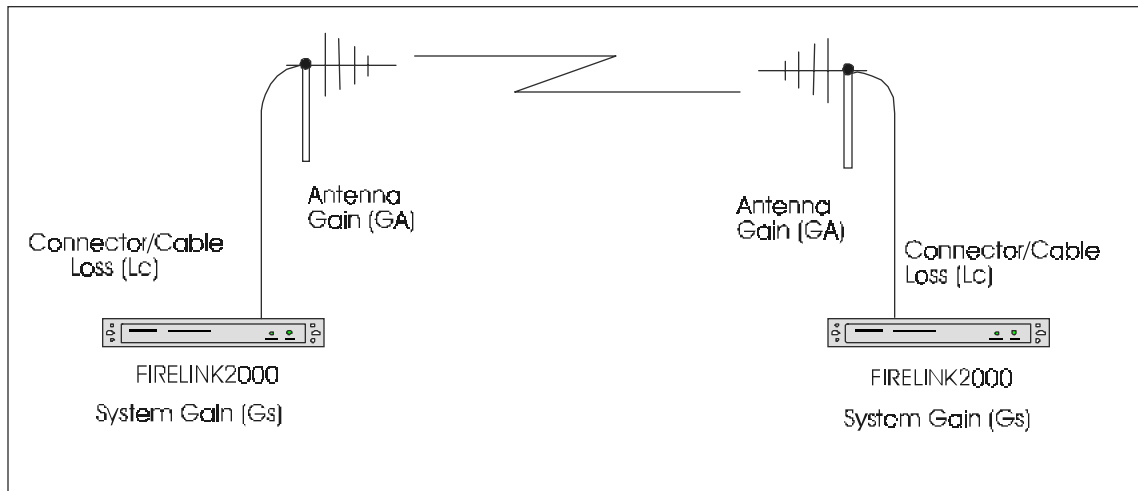 Antenna
Gain (GA)
Antenna
Gain (GA)
Connector/Cable
Loss (Lc)
Connector/Cable
Loss (Lc)
FIRELINK2000
System Gain (Gs)
FIRELINK2000
System Gain (Gs)